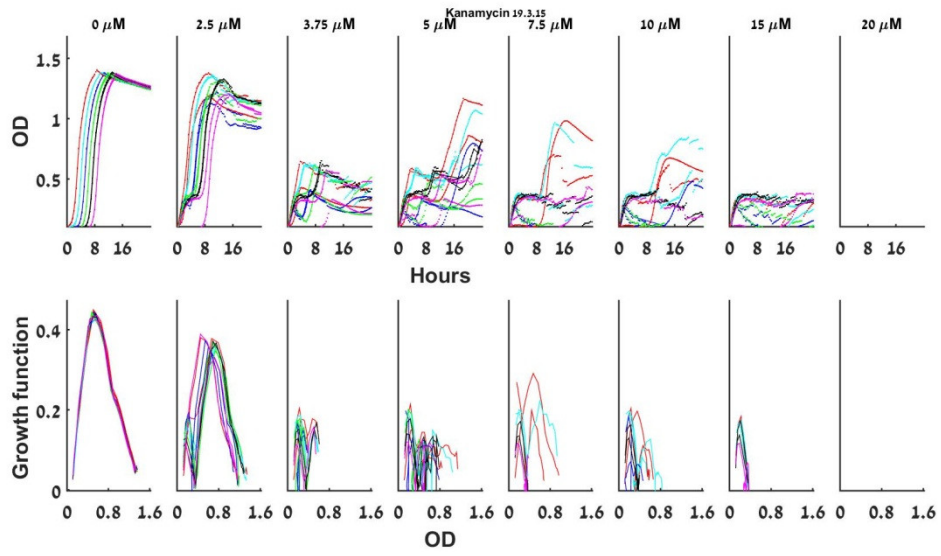 Kanamycin 19.3.15
0 μM 2.5 μM 3.75 μM 5 μM 7.5 μM 10 μM 15 μM 20 μM
1.5
1
0.5
OD
0 8 16 0 8 16 0 8 16 0 8 16 0 8 16 0 8 16 0 8 16 0 8 16
Hours
0.4
0.2
0
Growth function
0 0.8 1.6 0 0.8 1.6 0 0.8 1.6 0 0.8 1.6 0 0.8 1.6 0 0.8 1.6 0 0.8 1.6 0 0.8 1.6
OD